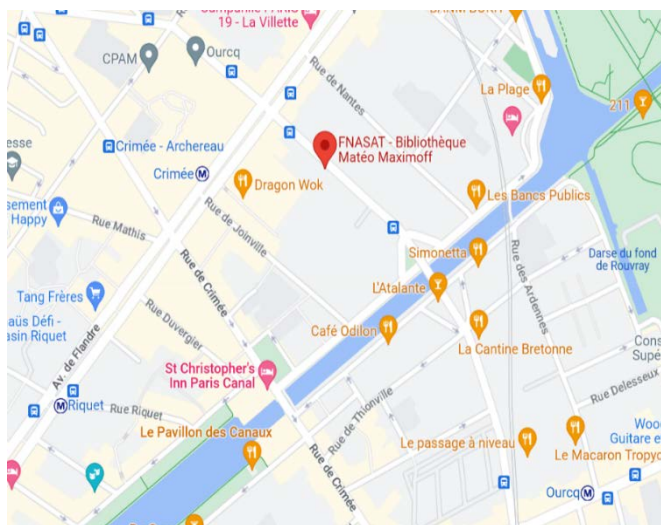 19 - La Villette
CPAM
Ourcq
La Plage
211
Rue de Nantes
FNASAT - Bibliothèque
Matéo Maximoff
Crimée - Archereau
Crimée
Dragon Wok
Les Bancs Publics
Happy
Rue Mathis
Rue de Joinville
Simonetta
Darse du fond
de Rouvray
Rue des Ardennes
Rue de Crimée
L'Atalante
Tang Frères
Café Odilon
La Cantine Bretonne
Rue Duvergier
Av. de Flandre
St Christopher's
Inn Paris Canal
Rue Delesseux
Riquet
Rue Riquet
Rue de Thionville
Le Pavillon des Canaux
Le passage à niveau
Guitare e
Le Macaron Tropyc
Rue de Crimée
Ourcq